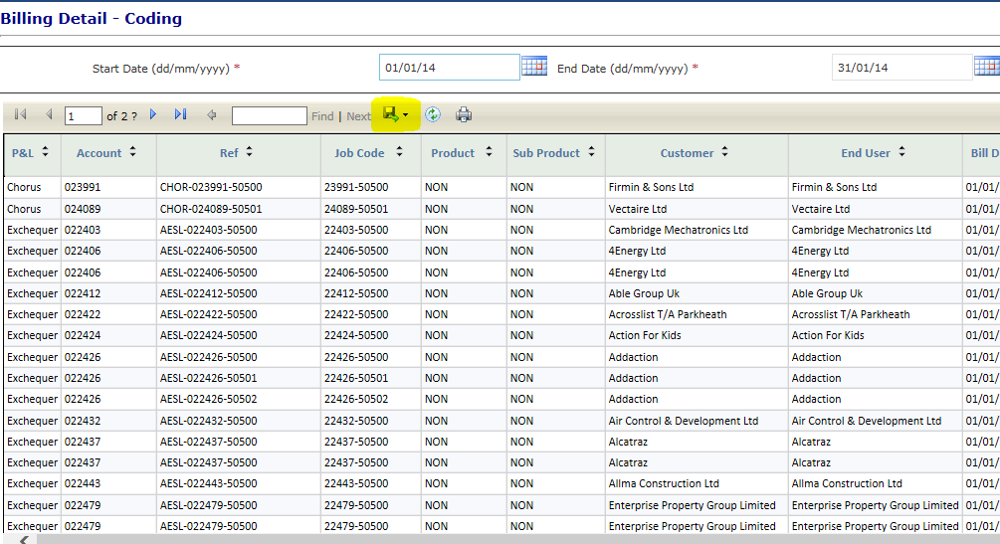 Billing Detail - Coding
Start Date (dd/mm/yyyy) * 01/01/14 End Date (dd/mm/yyyy) * 31/01/14
1 of 2 ? Find | Next
P&L Account Ref Job Code Product Sub Product Customer End User Bill D
Chorus 023991 CHOR-023991-50500 23991-50500 NON NON Firmin & Sons Ltd Firmin & Sons Ltd 01/01/
Chorus 024089 CHOR-024089-50501 24089-50501 NON NON Vectaire Ltd Vectaire Ltd 01/01/
Exchequer 022403 AESL-022403-50500 22403-50500 NON NON Cambridge Mechatronics Ltd Cambridge Mechatronics Ltd 01/01/
Exchequer 022406 AESL-022406-50500 22406-50500 NON NON 4Energy Ltd 4Energy Ltd 01/01/
Exchequer 022406 AESL-022406-50500 22406-50500 NON NON 4Energy Ltd 4Energy Ltd 01/01/
Exchequer 022412 AESL-022412-50500 22412-50500 NON NON Able Group Uk Able Group Uk 01/01/
Exchequer 022422 AESL-022422-50500 22422-50500 NON NON Acrosslist T/A Parkheath Acrosslist T/A Parkheath 01/01/
Exchequer 022424 AESL-022424-50500 22424-50500 NON NON Action For Kids Action For Kids 01/01/
Exchequer 022426 AESL-022426-50500 22426-50500 NON NON Addaction Addaction 01/01/
Exchequer 022426 AESL-022426-50501 22426-50501 NON NON Addaction Addaction 01/01/
Exchequer 022426 AESL-022426-50502 22426-50502 NON NON Addaction Addaction 01/01/
Exchequer 022432 AESL-022432-50500 22432-50500 NON NON Air Control & Development Ltd Air Control & Development Ltd 01/01/
Exchequer 022437 AESL-022437-50500 22437-50500 NON NON Alcatraz Alcatraz 01/01/
Exchequer 022437 AESL-022437-50500 22437-50500 NON NON Alcatraz Alcatraz 01/01/
Exchequer 022443 AESL-022443-50500 22443-50500 NON NON Allma Construction Ltd Allma Construction Ltd 01/01/
Exchequer 022479 AESL-022479-50500 22479-50500 NON NON Enterprise Property Group Limited Enterprise Property Group Limited 01/01/
Exchequer 022479 AESL-022479-50500 22479-50500 NON NON Enterprise Property Group Limited Enterprise Property Group Limited 01/01/